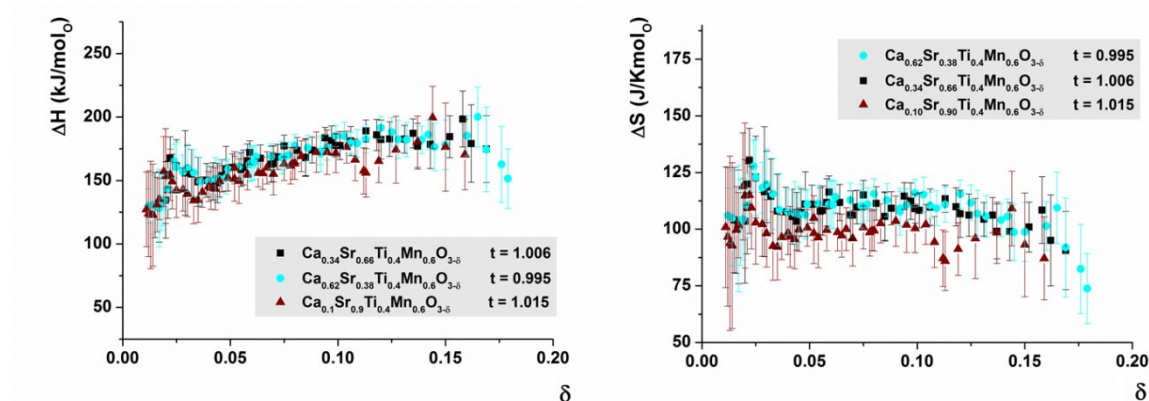 ΔH (kJ/mol_O)
250
200
150
100
50
0.00 0.05 0.10 0.15 0.20
δ
Ca0.34Sr0.66Ti0.4Mn0.6O3-δ t = 1.006
Ca0.62Sr0.38Ti0.4Mn0.6O3-δ t = 0.995
Ca0.1Sr0.9Ti0.4Mn0.6O3-δ t = 1.015
ΔS (J/Kmol_O)
175
150
125
100
75
50
0.00 0.05 0.10 0.15 0.20
δ
Ca0.62Sr0.38Ti0.4Mn0.6O3-δ t = 0.995
Ca0.34Sr0.66Ti0.4Mn0.6O3-δ t = 1.006
Ca0.10Sr0.90Ti0.4Mn0.6O3-δ t = 1.015